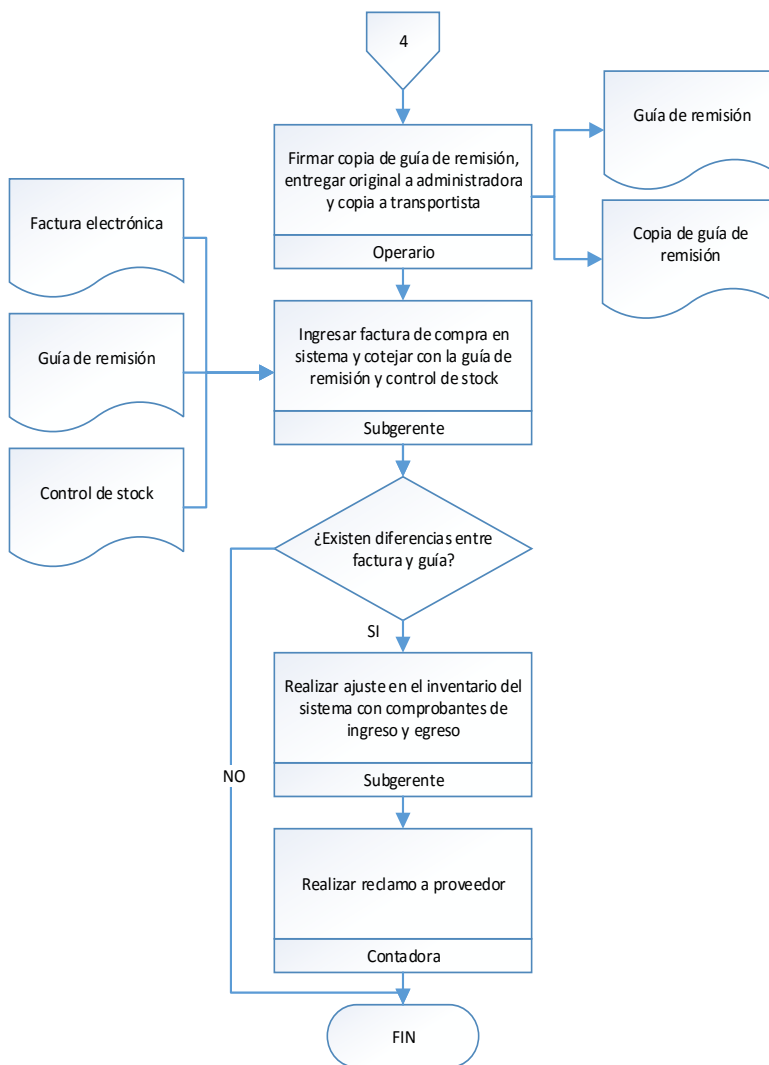 4
Firmar copia de guía de remisión,
entregar original a administradora
y copia a transportista
Operario
Guía de remisión
Copia de guía de
remisión
Factura electrónica
Guía de remisión
Control de stock
Ingresar factura de compra en
sistema y cotejar con la guía de
remisión y control de stock
Subgerente
¿Existen diferencias entre
factura y guía?
SI
NO
Realizar ajuste en el inventario del
sistema con comprobantes de
ingreso y egreso
Subgerente
Realizar reclamo a proveedor
Contadora
FIN